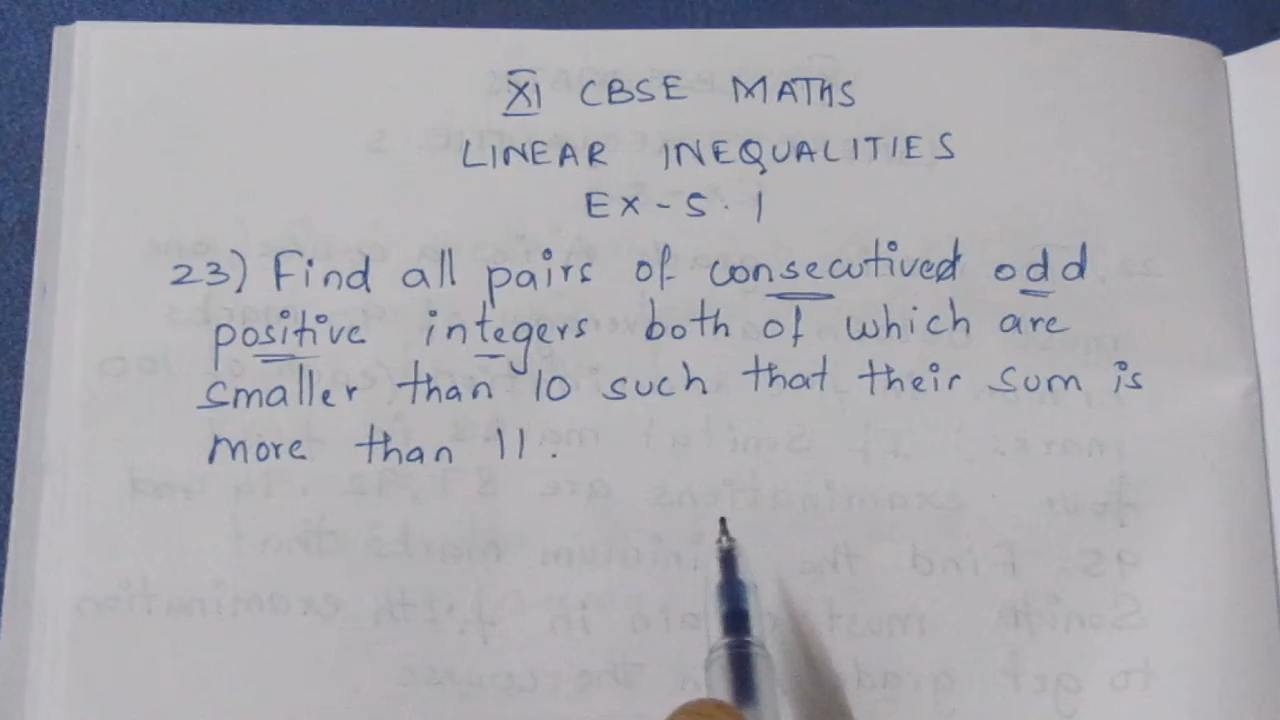 XI CBSE MATHS
LINEAR INEQUALITIES
EX-5.1
23) Find all pairs of consecutived odd
positive integers both of which are
smaller than 10 such that their sum is
more than 11.